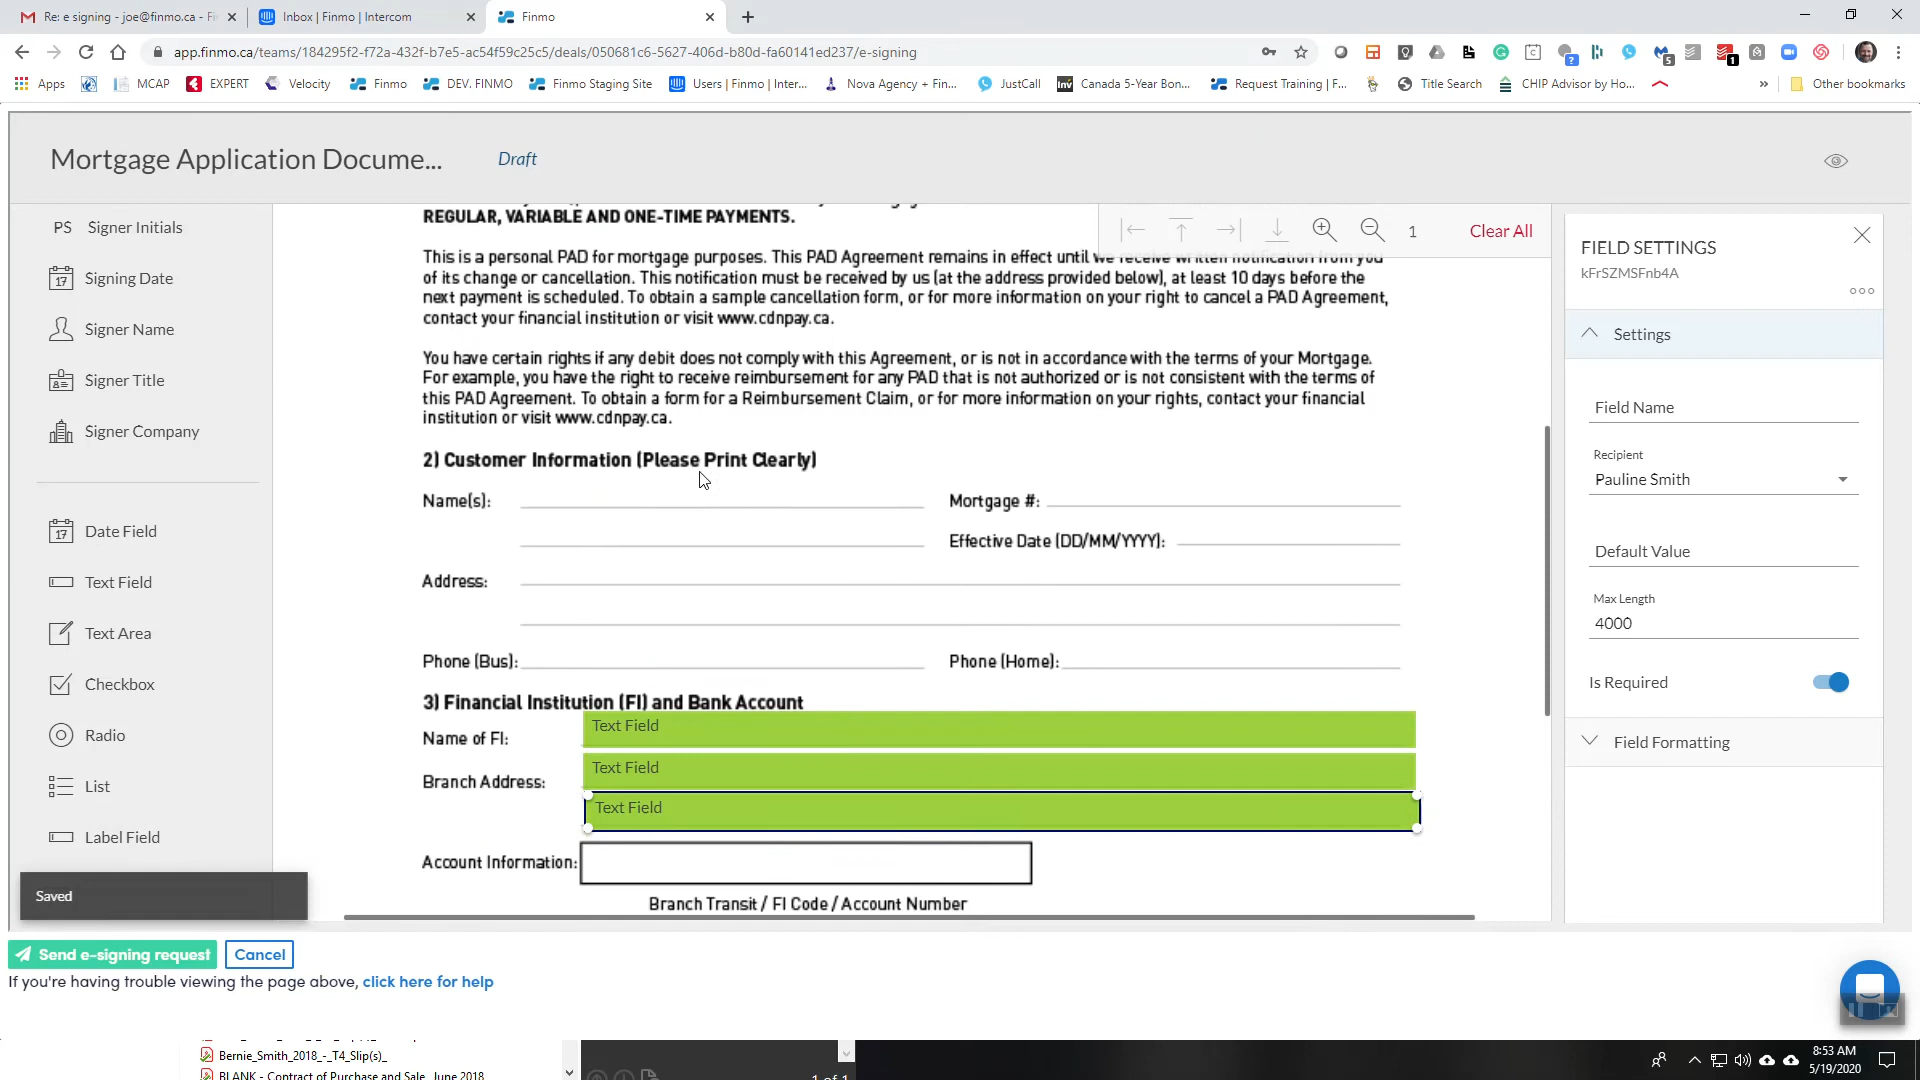 Re: e signing - joe@finmo.ca - Fi
Inbox | Finmo | Intercom
Finmo
app.finmo.ca/teams/184295f2-f72a-432f-b7e5-ac54f59c25c5/deals/050681c6-5627-406d-b80d-fa60141ed237/e-signing
Apps
MCAP
EXPERT
Velocity
Finmo
DEV. FINMO
Finmo Staging Site
Users | Finmo | Inter...
Nova Agency + Fin...
JustCall
Inv
Canada 5-Year Bon...
Request Training | F...
Title Search
CHIP Advisor by Ho...
»
Other bookmarks
Mortgage Application Docume...
Draft
PS Signer Initials
17 Signing Date
Signer Name
Signer Title
Signer Company
17 Date Field
Text Field
Text Area
Checkbox
Radio
List
Label Field
Saved
REGULAR, VARIABLE AND ONE-TIME PAYMENTS.
1
Clear All
This is a personal PAD for mortgage purposes. This PAD Agreement remains in effect until we receive written notification from you
of its change or cancellation. This notification must be received by us (at the address provided below), at least 10 days before the
next payment is scheduled. To obtain a sample cancellation form, or for more information on your right to cancel a PAD Agreement,
contact your financial institution or visit www.cdnpay.ca.
You have certain rights if any debit does not comply with this Agreement, or is not in accordance with the terms of your Mortgage.
For example, you have the right to receive reimbursement for any PAD that is not authorized or is not consistent with the terms of
this PAD Agreement. To obtain a form for a Reimbursement Claim, or for more information on your rights, contact your financial
institution or visit www.cdnpay.ca.
2) Customer Information (Please Print Clearly)
Name(s):
Mortgage #:
Effective Date (DD/MM/YYYY):
Address:
Phone (Bus):
Phone (Home):
3) Financial Institution (FI) and Bank Account
Name of FI:
Text Field
Branch Address:
Text Field
Text Field
Account Information:
Branch Transit / FI Code / Account Number
FIELD SETTINGS
kFrSZMSFnb4A
Settings
Field Name
Recipient
Pauline Smith
Default Value
Max Length
4000
Is Required
Field Formatting
Send e-signing request
Cancel
If you're having trouble viewing the page above, click here for help
Bernie_Smith_2018_-_T4_Slip(s)_
BLANK - Contract of Purchase and Sale_June 2018
1 of 1
8:53 AM
5/19/2020